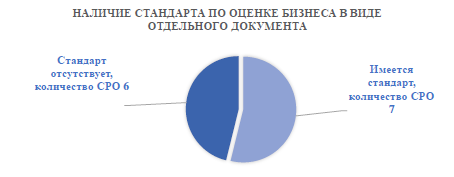 НАЛИЧИЕ СТАНДАРТА ПО ОЦЕНКЕ БИЗНЕСА В ВИДЕ
ОТДЕЛЬНОГО ДОКУМЕНТА
Стандарт
отсутствует,
количество СРО 6
Имеется
стандарт,
количество СРО
7